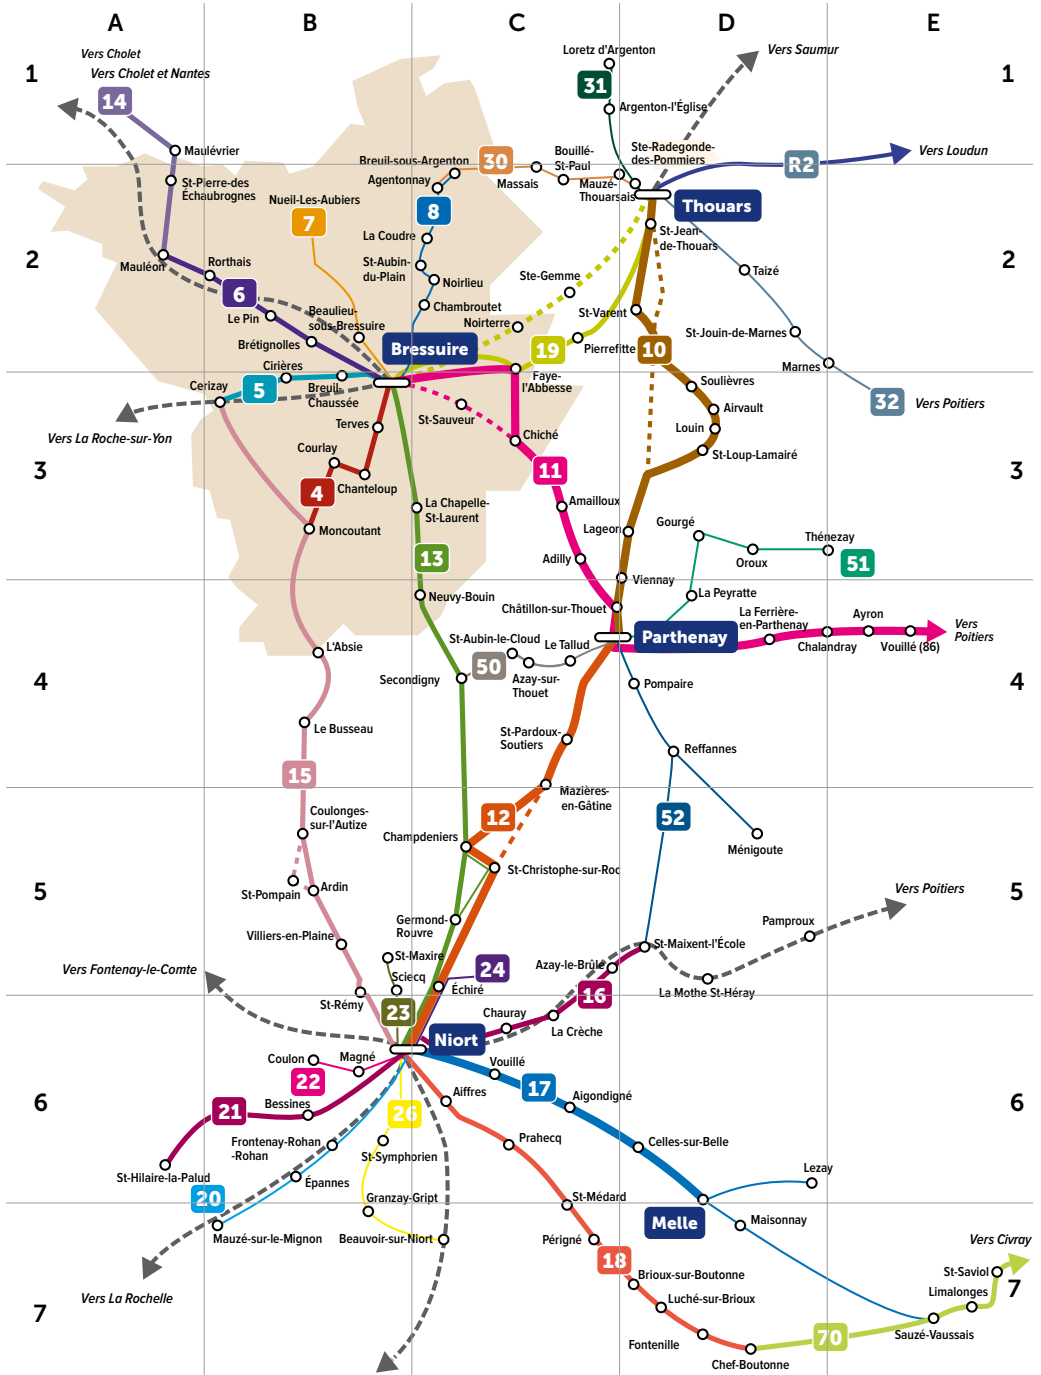 A
B
C
D
E
1
1
Vers Cholet
Vers Cholet et Nantes
14
Loretz d'Argenton
31
Argenton-l'Église
Vers Saumur
Maulévrier
St-Pierre-des
Échaubrognes
Breuil-sous-Argenton
30
Bouillé-
St-Paul
Ste-Radegonde-
des-Pommiers
R2
Vers Loudun
Agentonnay
Massais
Mauzé-
Thouarsais
Thouars
Nueil-Les-Aubiers
7
8
2
2
La Coudre
St-Jean-
de-Thouars
Mauléon
Rorthais
St-Aubin-
du-Plain
Noirlieu
Ste-Gemme
Taizé
6
Le Pin
Beaulieu-
sous-Bressuire
Chambroutet
Noirterre
St-Varent
St-Jouin-de-Marnes
Brétignolles
Bressuire
19
Pierrefitte
10
Marnes
Cirières
Cerizay
5
Breuil-
Chaussée
Faye-
l'Abbesse
Soulièvres
32
Vers Poitiers
Vers La Roche-sur-Yon
Terves
St-Sauveur
Chiché
Airvault
Louin
St-Loup-Lamairé
3
3
Courlay
Chanteloup
4
11
Moncoutant
La Chapelle-
St-Laurent
Amailloux
Lageon
Gourgé
Oroux
Thénezay
51
13
Adilly
Viennay
Neuvy-Bouin
Châtillon-sur-Thouet
La Peyratte
La Ferrière-
en-Parthenay
Ayron
Vers
Poitiers
Parthenay
Chalandray
Vouillé (86)
St-Aubin-le-Cloud
Le Tallud
50
Azay-sur-
Thouet
L'Absie
Secondigny
4
4
Pompaire
Le Busseau
St-Pardoux-
Soutiers
Reffannes
15
Mazières-
en-Gâtine
Coulonges-
sur-l'Autize
12
52
Champdeniers
Ménigoute
St-Christophe-sur-Roc
5
5
St-Pompain
Ardin
Vers Poitiers
Germond-
Rouvre
Villiers-en-Plaine
Pamproux
St-Maixent-l'École
Vers Fontenay-le-Comte
St-Maxire
Sciecq
24
Échiré
Azay-le-Brûlé
La Mothe St-Héray
St-Rémy
16
23
Chauray
La Crèche
Niort
Coulon
Magné
22
Vouillé
17
Aigondigné
6
6
Bessines
21
Aiffres
26
Frontenay-Rohan
-Rohan
St-Symphorien
Prahecq
Celles-sur-Belle
St-Hilaire-la-Palud
Épannes
Lezay
20
Granzay-Gript
St-Médard
Melle
Maisonnay
Mauzé-sur-le-Mignon
Beauvoir-sur-Niort
Périgné
18
Vers Civray
St-Saviol
Brioux-sur-Boutonne
Limalonges
7
7
Vers La Rochelle
Luché-sur-Brioux
Fontenille
70
Sauzé-Vaussais
Chef-Boutonne